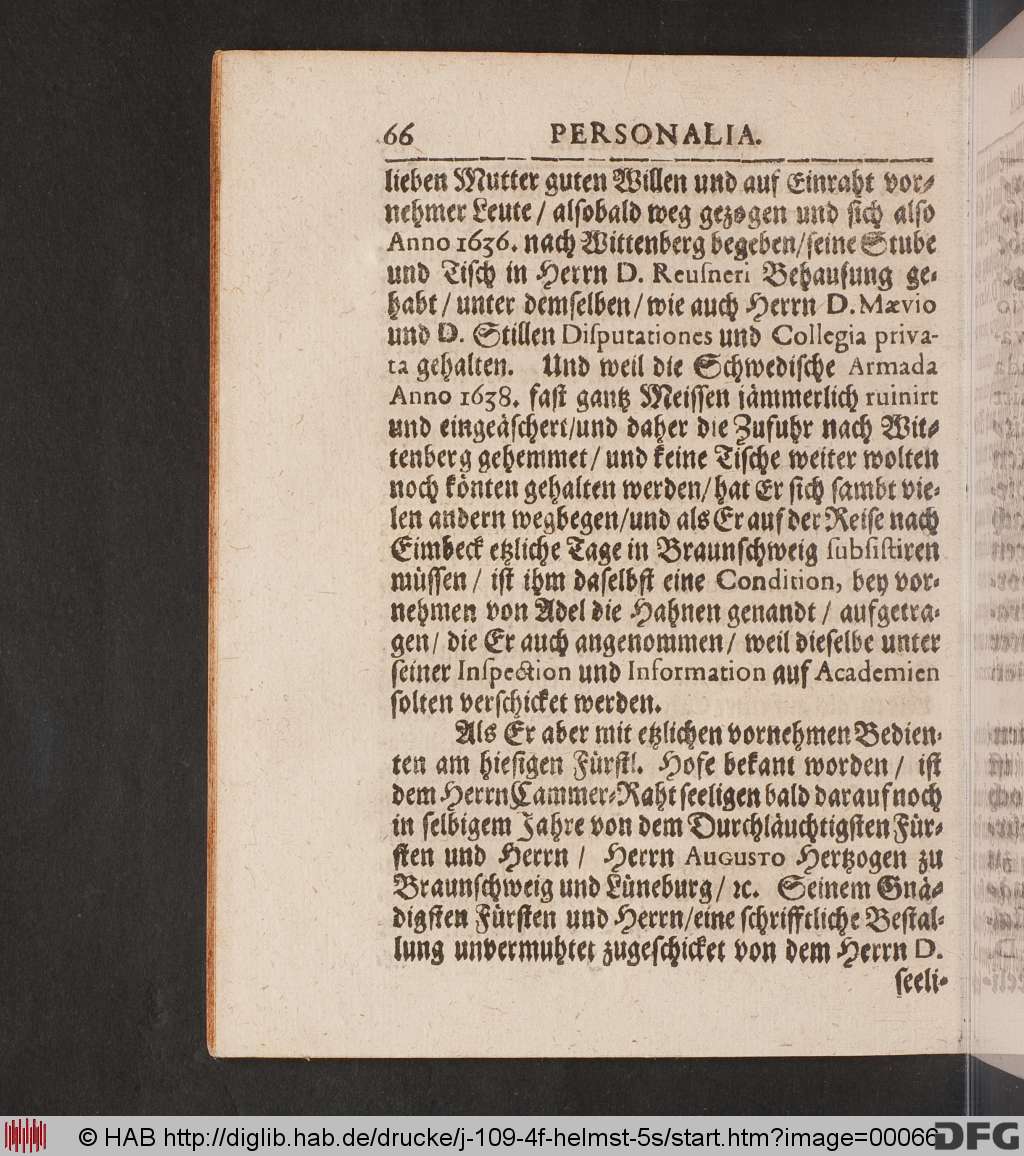 66 PERSONALIA.
lieben Mutter guten Willen und auf Einraht vor⸗
nehmer Leute / alsobald weg gezogen und sich also
Anno 1636. nach Wittenberg begeben/seine Stube
und Tisch in Herrn D. Reuſneri Behausung ge⸗
habt / unter demselben / wie auch Herrn D. Mævio
und D. Stillen Diſputationes und Collegia priva-
ta gehalten. Und weil die Schwedische Armada
Anno 1638. fast gantz Meissen jämmerlich ruinirt
und eingeäschert/und daher die Zufuhr nach Wit⸗
tenberg gehemmet / und keine Tische weiter wolten
noch könten gehalten werden/ hat Er sich sambt vie⸗
len andern wegbegen/und als Er auf der Reise nach
Eimbeck etzliche Tage in Braunschweig ſubſiſtiren
müssen / ist ihm daselbst eine Condition, bey vor⸗
nehmen von Adel die Hahnen genandt / aufgetra⸗
gen/ die Er auch angenommen/ weil dieselbe unter
seiner Inſpection und Information auf Academien
solten verschicket werden.
Als Er aber mit etzlichen vornehmen Bedien⸗
ten am hiesigen Fürstl. Hofe bekant worden / ist
dem Herrn Cammer⸗Raht seeligen bald darauf noch
in selbigem Jahre von dem Durchläuchtigsten Für⸗
sten und Herrn / Herrn AUGUSTO Hertzogen zu
Braunschweig und Lüneburg / ꝛc. Seinem Gnä⸗
digsten Fürsten und Herrn/eine schrifftliche Bestal⸗
lung unvermuhtet zugeschicket von dem Herrn D.
seeli⸗
© HAB http://diglib.hab.de/drucke/j-109-4f-helmst-5s/start.htm?image=00066
DFG